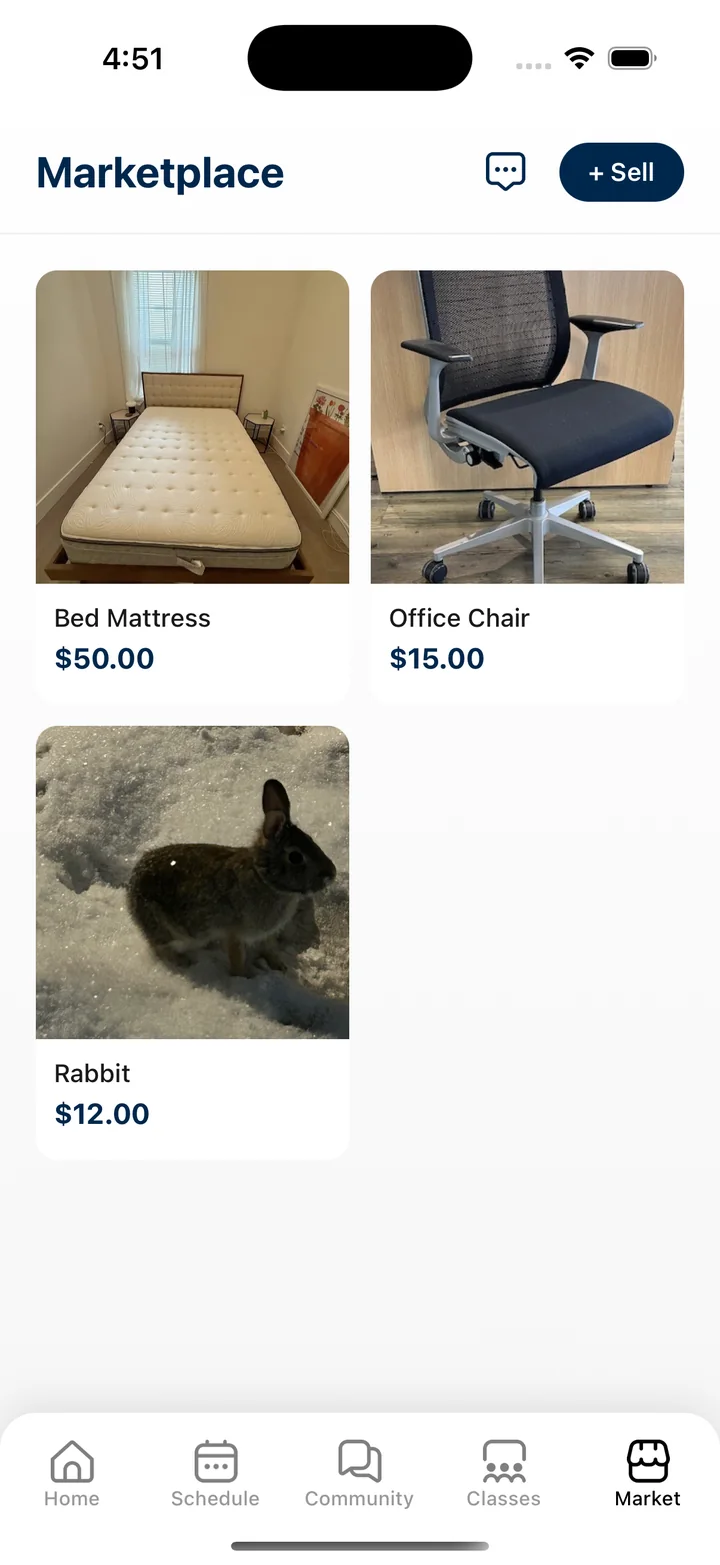 4:51
Marketplace
+ Sell
Bed Mattress
$50.00
Office Chair
$15.00
Rabbit
$12.00
Home
Schedule
Community
Classes
Market